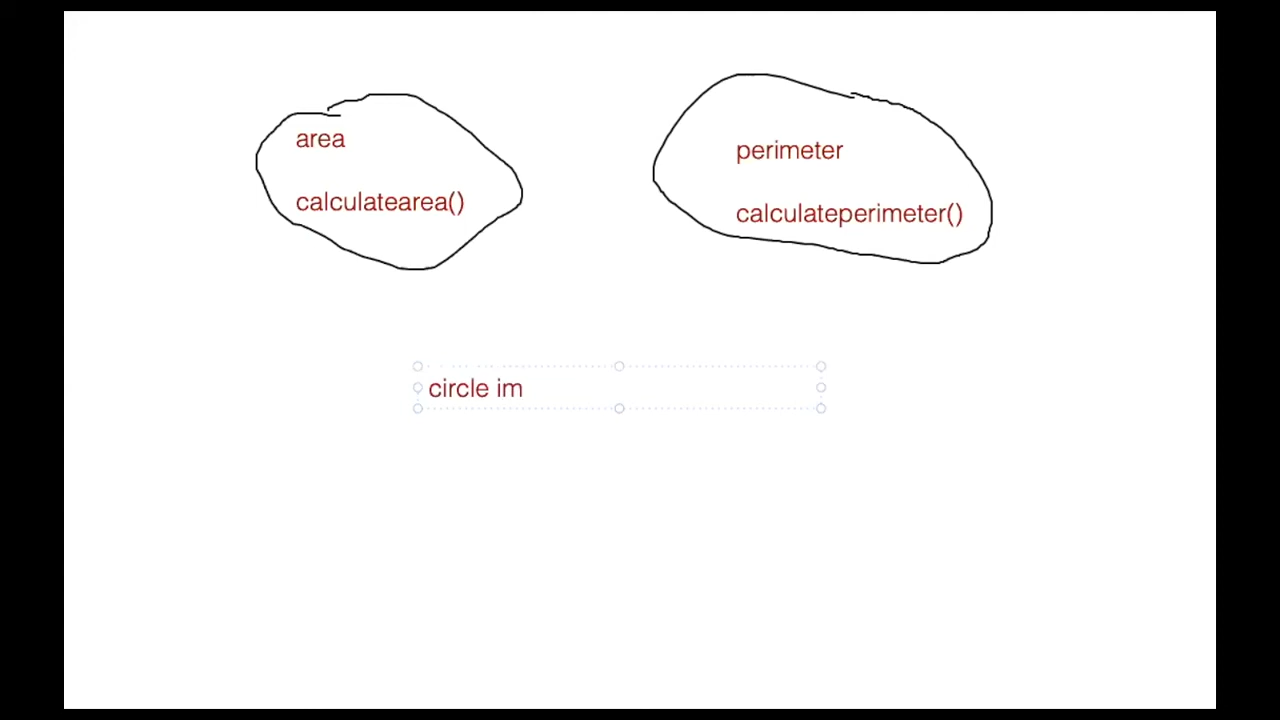 area
calculatearea()
perimeter
calculateperimeter()
circle im